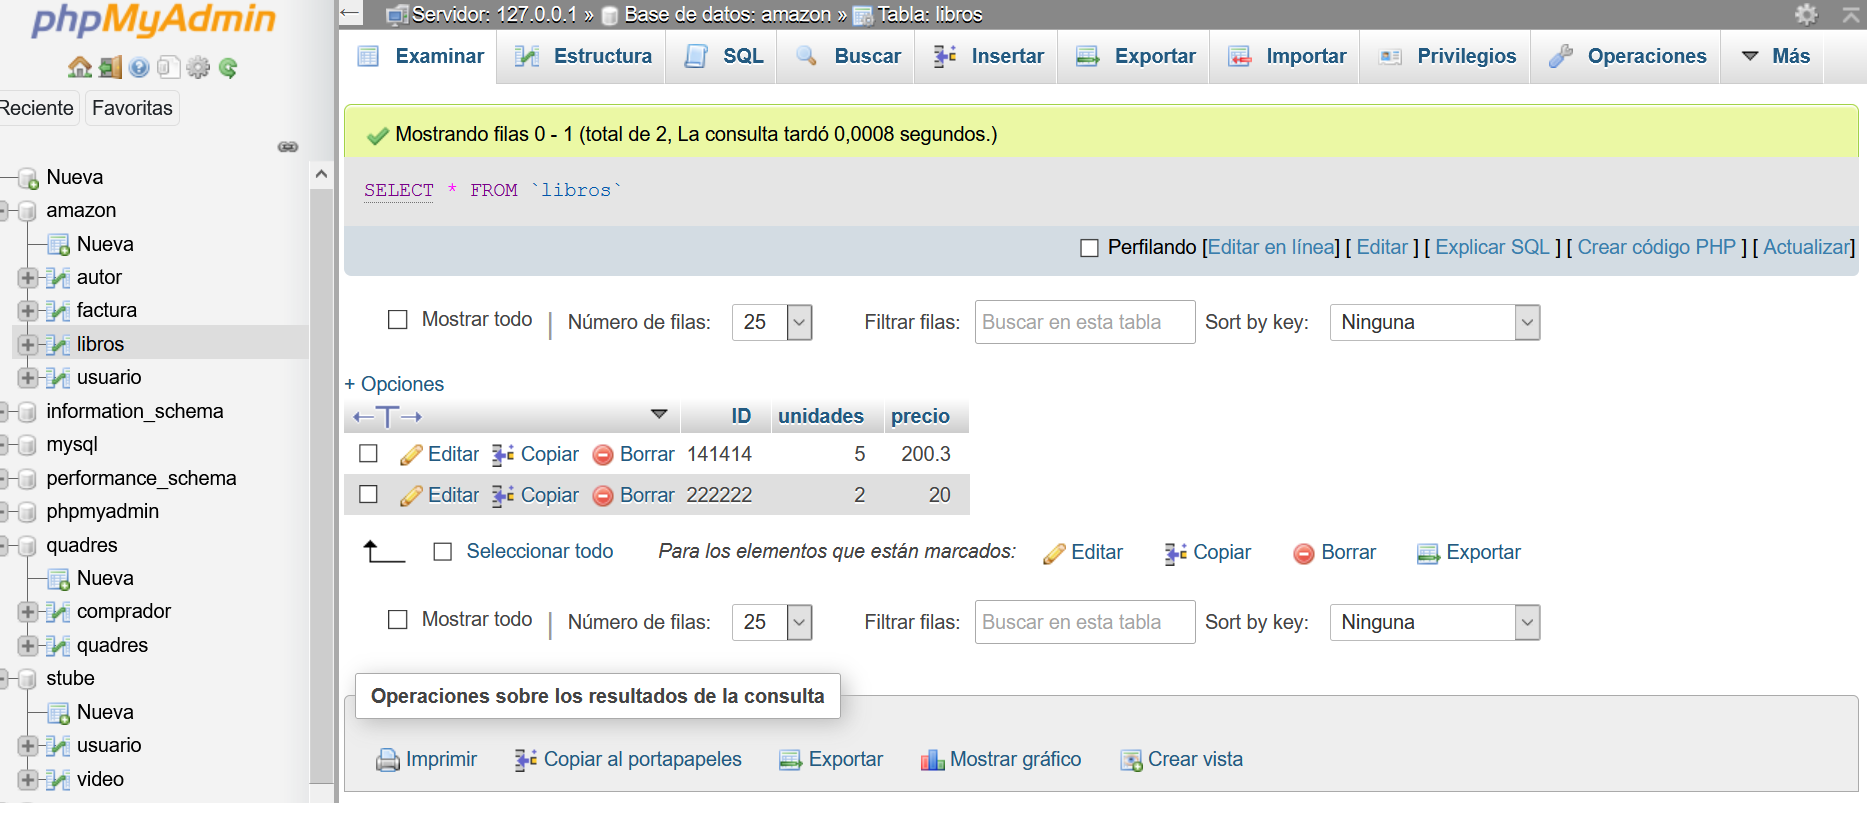 phpMyAdmin
Reciente Favoritas
Nueva
amazon
Nueva
autor
factura
libros
usuario
information_schema
mysql
performance_schema
phpmyadmin
quadres
Nueva
comprador
quadres
stube
Nueva
usuario
video
Servidor: 127.0.0.1 » Base de datos: amazon » Tabla: libros
Examinar Estructura SQL Buscar Insertar Exportar Importar Privilegios Operaciones Más
Mostrando filas 0 - 1 (total de 2, La consulta tardó 0,0008 segundos.)
SELECT * FROM `libros`
Perfilando [Editar en línea] [ Editar ] [ Explicar SQL ] [ Crear código PHP ] [ Actualizar]
Mostrar todo | Número de filas: 25 Filtrar filas: Buscar en esta tabla Sort by key: Ninguna
+ Opciones
←T→ ID unidades precio
Editar Copiar Borrar 141414 5 200.3
Editar Copiar Borrar 222222 2 20
Seleccionar todo Para los elementos que están marcados: Editar Copiar Borrar Exportar
Mostrar todo | Número de filas: 25 Filtrar filas: Buscar en esta tabla Sort by key: Ninguna
Operaciones sobre los resultados de la consulta
Imprimir Copiar al portapapeles Exportar Mostrar gráfico Crear vista